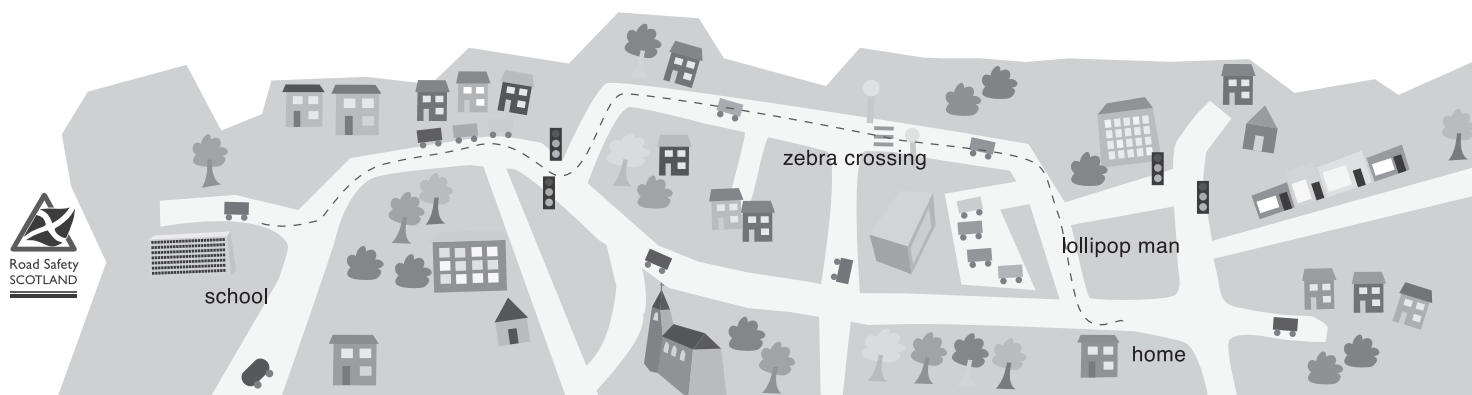 zebra crossing
lollipop man
Road Safety
SCOTLAND
school
home